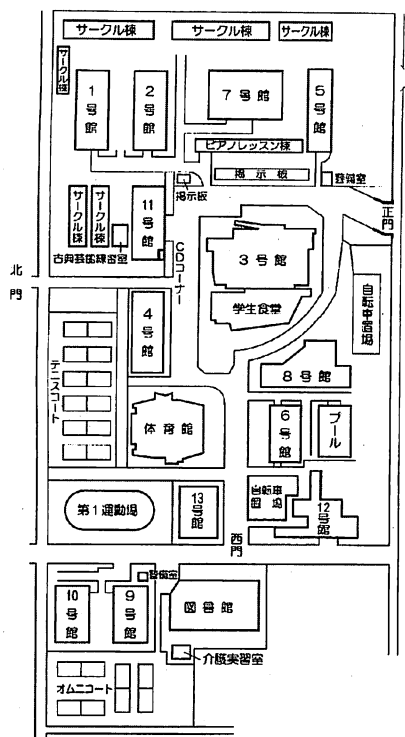 サークル棟
サークル棟
サークル棟
サークル棟
1号館
2号館
7号館
5号館
ピアノレッスン棟
掲示板
警備室
掲示板
正門
サークル棟
サークル棟
11号館
古典芸能練習室
CDコーナー
3号館
学生食堂
自転車置場
北門
4号館
テニスコート
8号館
体育館
6号館
プール
第1運動場
13号館
自転車置場
12号館
西門
警備室
10号館
9号館
図書館
介護実習室
オムニコート